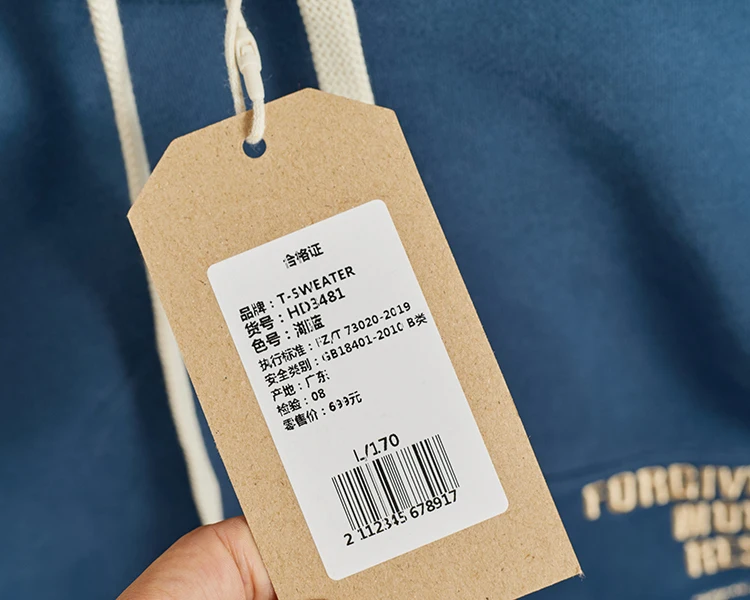 合格证
品牌：T-SWEATER
货号：HD3481
色号：湖蓝
执行标准：FZ/T 73020-2019
安全类别：GB18401-2010 B类
产地：广东
检验：08
零售价：699元
L/170
2 112345 678917
FORGIV
MU